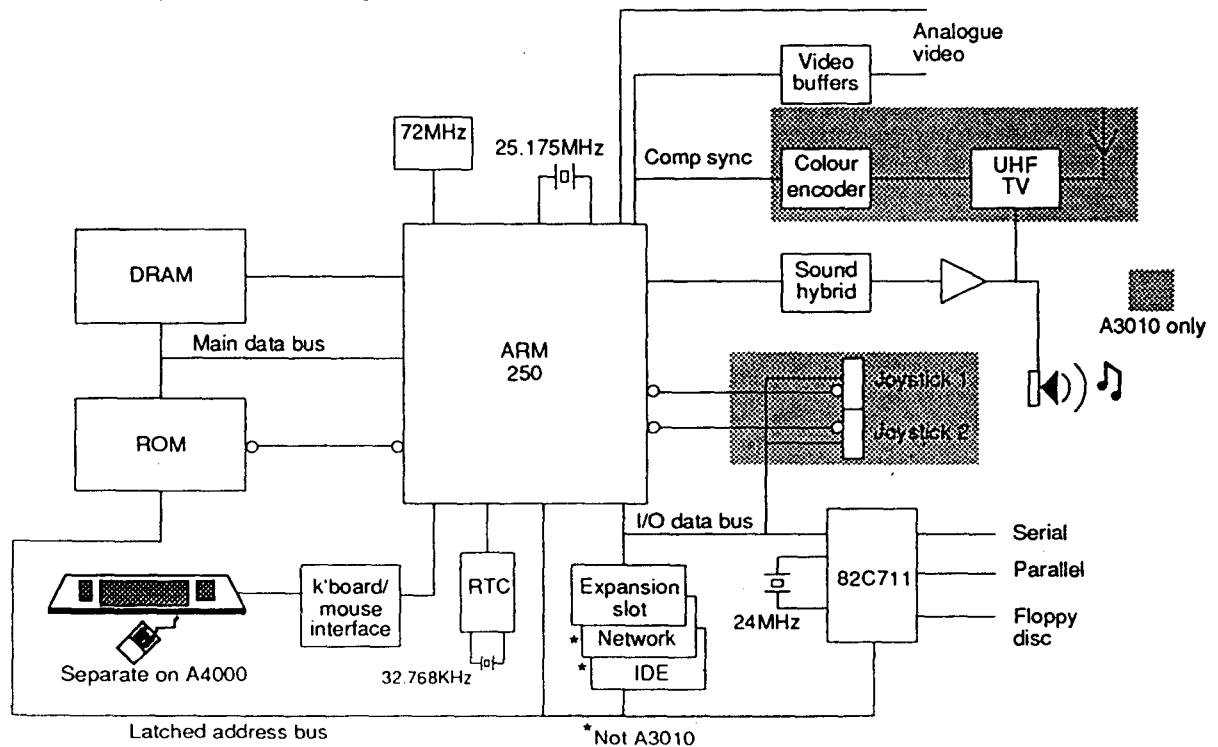 Analogue
video
Video
buffers
72MHz
25.175MHz
Comp sync
Colour
encoder
UHF
TV
DRAM
Sound
hybrid
A3010 only
Main data bus
ARM
250
Joystick 1
ROM
Joystick 2
I/O data bus
Serial
82C711
Parallel
Expansion
slot
k'board/
mouse
interface
RTC
24MHz
Floppy
disc
* Network
Separate on A4000
32.768KHz
* IDE
Latched address bus
*Not A3010